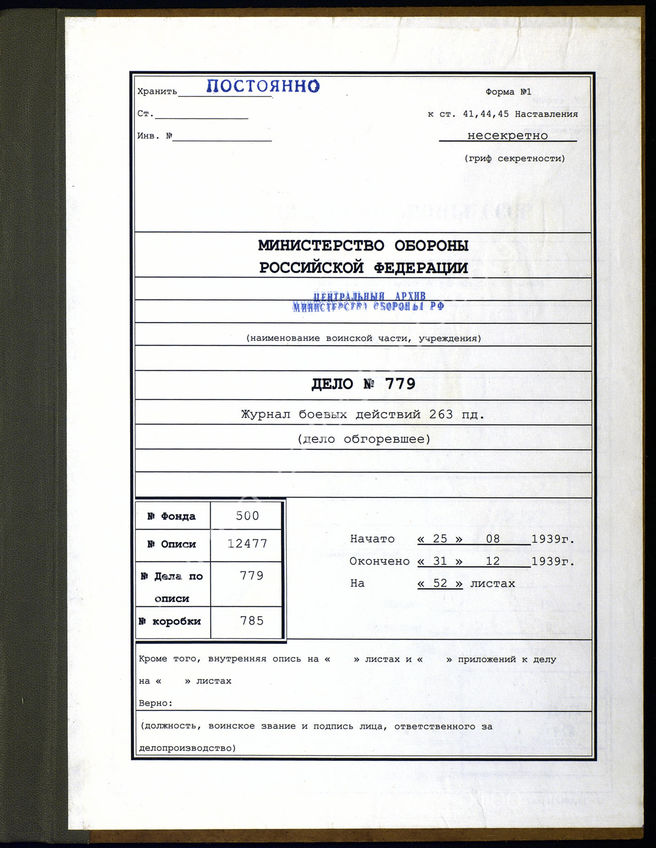 Хранить ПОСТОЯННО
Форма №1
Ст.
к ст. 41,44,45 Наставления
Инв. №
несекретно
(гриф секретности)
МИНИСТЕРСТВО ОБОРОНЫ
РОССИЙСКОЙ ФЕДЕРАЦИИ
ЦЕНТРАЛЬНЫЙ АРХИВ
МИНИСТЕРСТВА ОБОРОНЫ РФ
(наименование воинской части, учреждения)
ДЕЛО № 779
Журнал боевых действий 263 пд.
(дело обгоревшее)
№ Фонда 500
№ Описи 12477
№ Дела по описи 779
№ коробки 785
Начато « 25 » 08 1939г.
Окончено « 31 » 12 1939г.
На « 52 » листах
Кроме того, внутренняя опись на « » листах и « » приложений к делу
на « » листах
Верно:
(должность, воинское звание и подпись лица, ответственного за
делопроизводство)